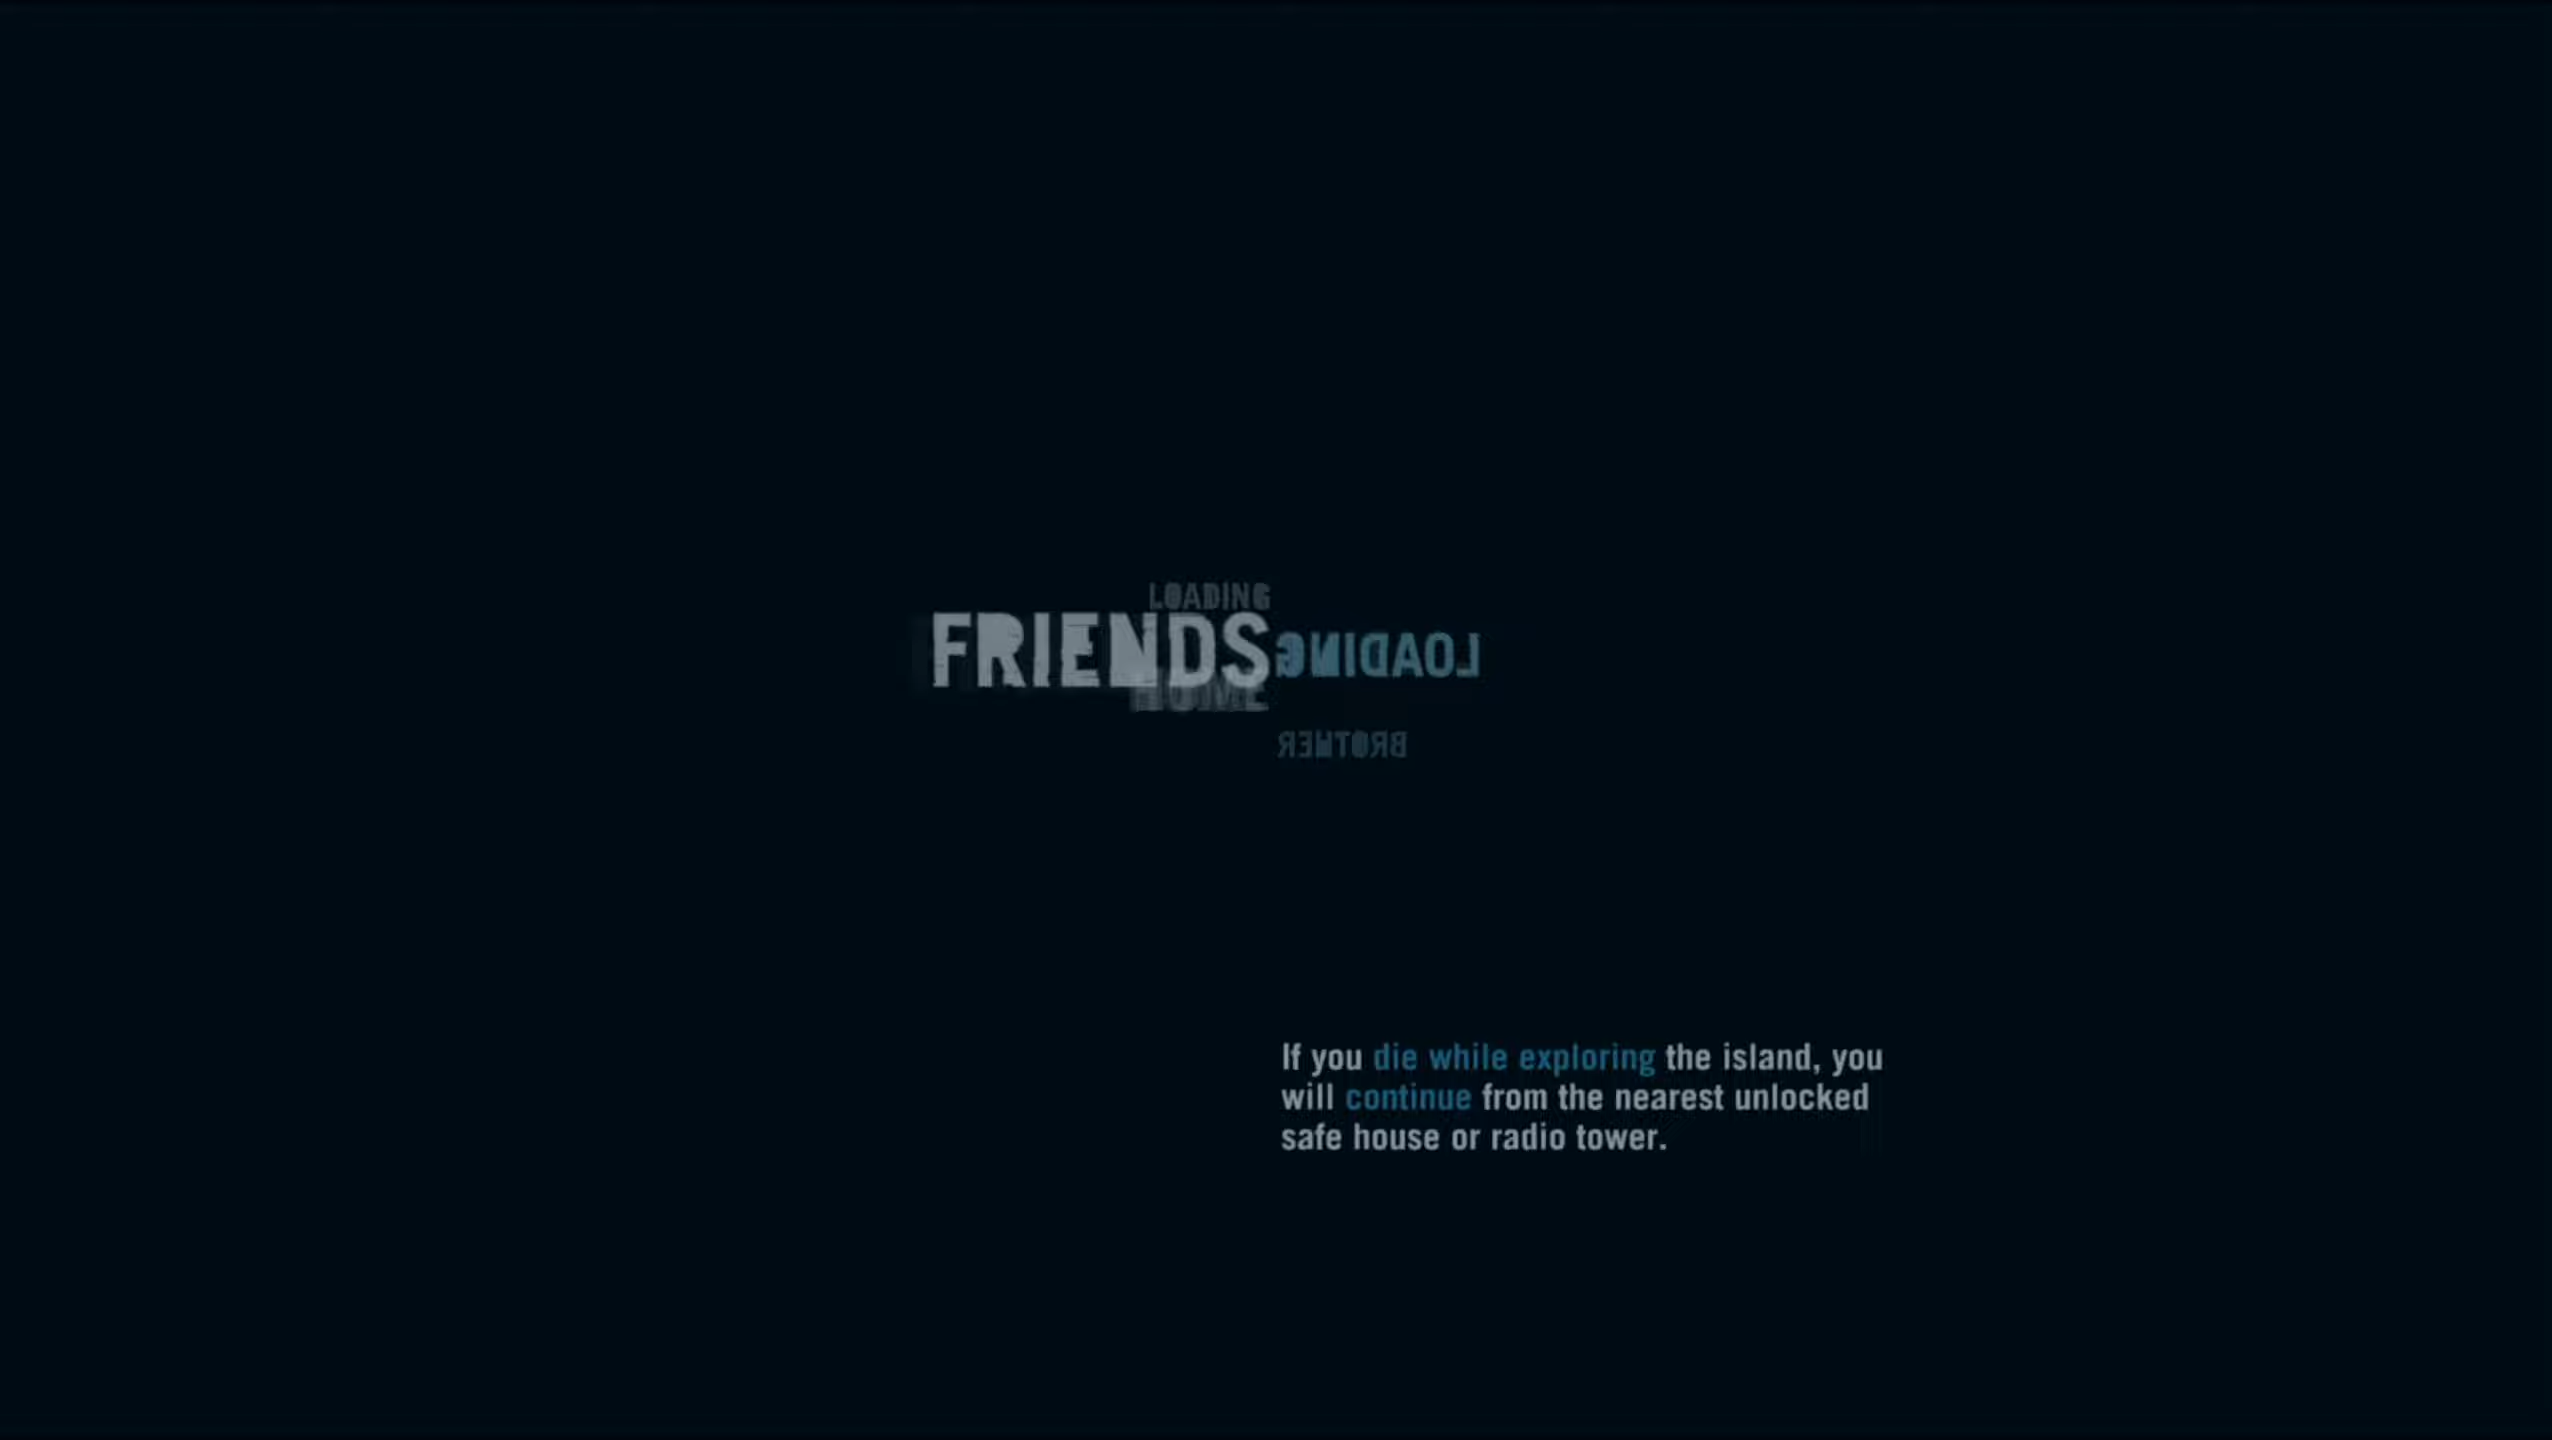 LOADING
FRIENDS
LOADING
HOME
BROTHER
If you die while exploring the island, you
will continue from the nearest unlocked
safe house or radio tower.